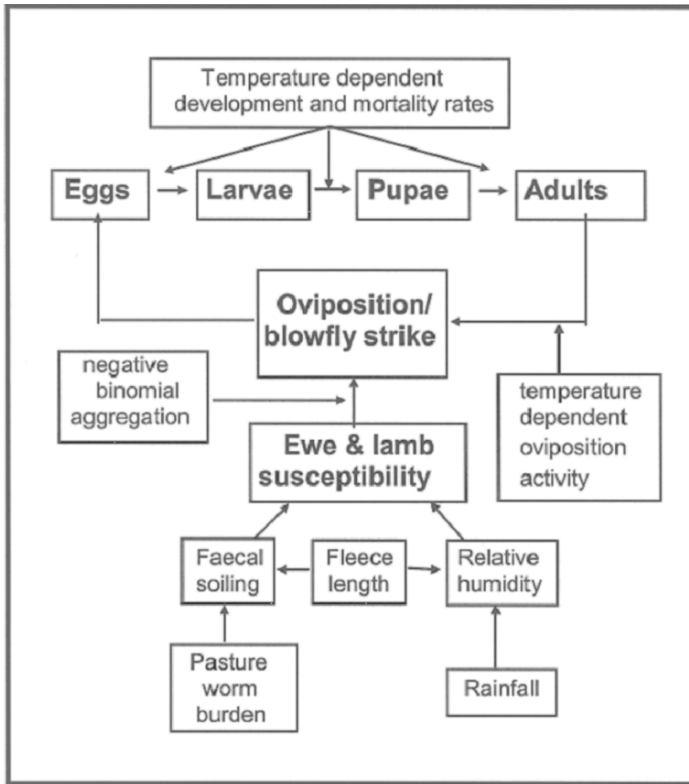 Temperature dependent
development and mortality rates
Eggs
Larvae
Pupae
Adults
Oviposition/
blowfly strike
negative
binomial
aggregation
temperature
dependent
oviposition
activity
Ewe & lamb
susceptibility
Faecal
soiling
Fleece
length
Relative
humidity
Pasture
worm
burden
Rainfall